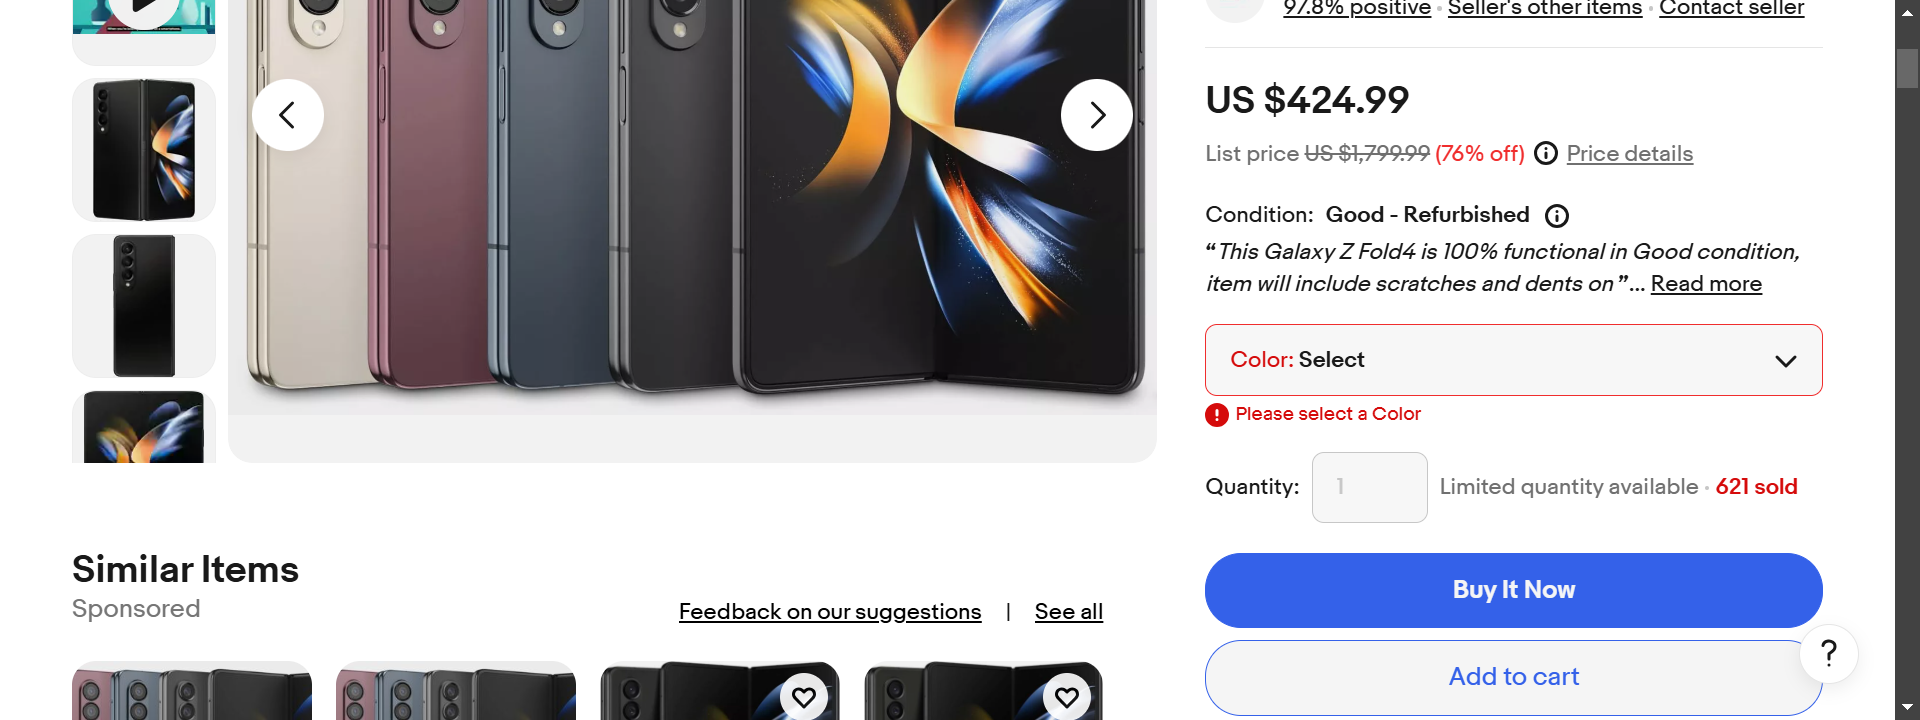 97.8% positive · Seller's other items · Contact seller
US $424.99
List price US $1,799.99 (76% off) Price details
Condition: Good - Refurbished
“This Galaxy Z Fold4 is 100% functional in Good condition,
item will include scratches and dents on”... Read more
Color: Select
Please select a Color
Quantity: 1 Limited quantity available · 621 sold
Buy It Now
Add to cart
?
Similar Items
Sponsored
Feedback on our suggestions | See all